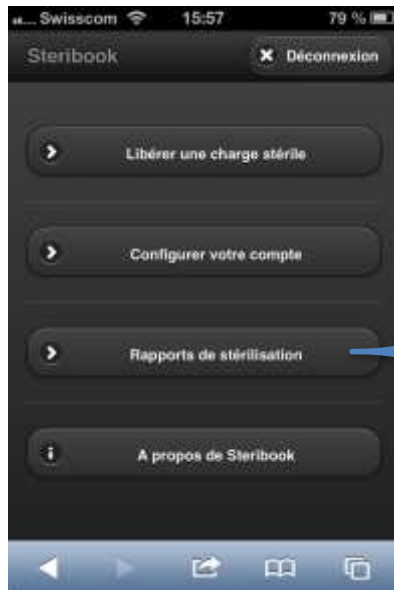 Swisscom 15:57 79 %
Steribook Déconnexion
Libérer une charge stérile
Configurer votre compte
Rapports de stérilisation
A propos de Steribook